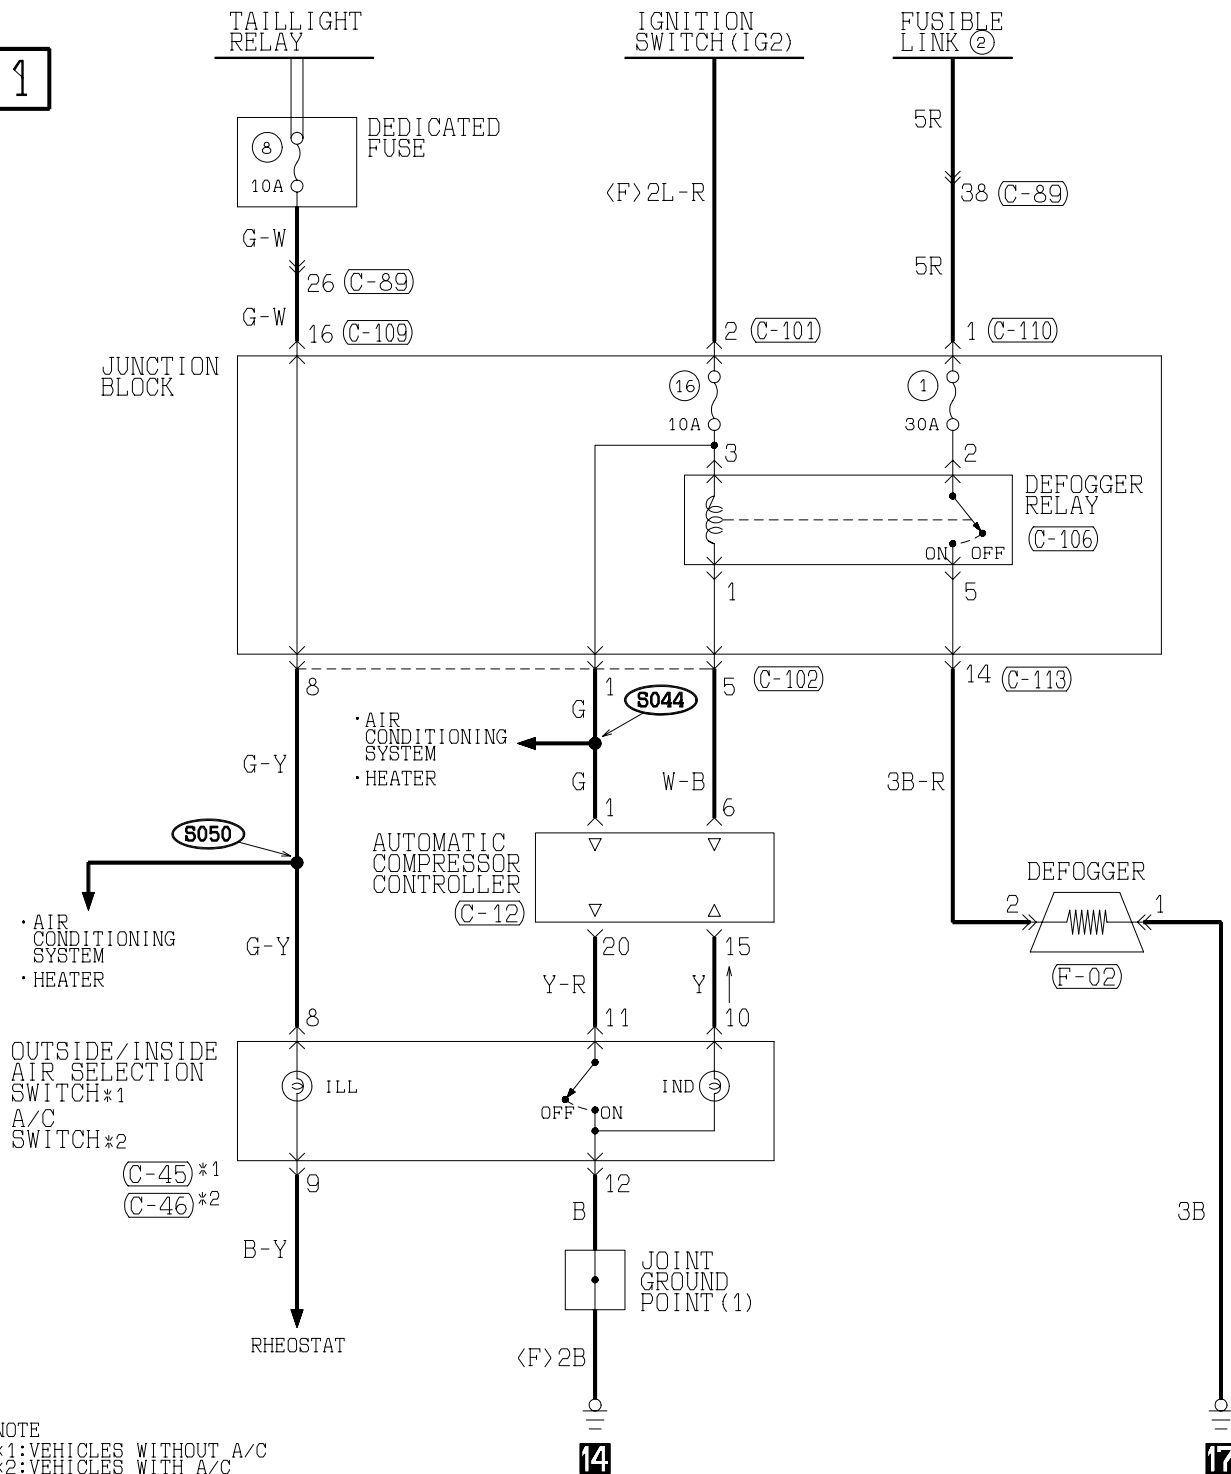 TAILLIGHT
RELAY
IGNITION
SWITCH(IG2)
FUSIBLE
LINK ②
1
8
10A
DEDICATED
FUSE
5R
<F>2L-R
38 (C-89)
G-W
26 (C-89)
5R
G-W
16 (C-109)
2 (C-101)
1 (C-110)
JUNCTION
BLOCK
16
10A
1
30A
3
2
DEFOGGER
RELAY
(C-106)
ON OFF
1
5
8
1
5 (C-102)
14 (C-113)
G
S044
・AIR
CONDITIONING
SYSTEM
・HEATER
G-Y
G
W-B
3B-R
1
6
S050
AUTOMATIC
COMPRESSOR
CONTROLLER
(C-12)
DEFOGGER
2
1
(F-02)
・AIR
CONDITIONING
SYSTEM
・HEATER
G-Y
20
15
Y-R
Y
8
11
10
OUTSIDE/INSIDE
AIR SELECTION
SWITCH*1
A/C
SWITCH*2
ILL
IND
OFF ON
(C-45)*1
(C-46)*2
9
12
B
3B
B-Y
JOINT
GROUND
POINT(1)
RHEOSTAT
<F>2B
NOTE
*1:VEHICLES WITHOUT A/C
*2:VEHICLES WITH A/C
14
17